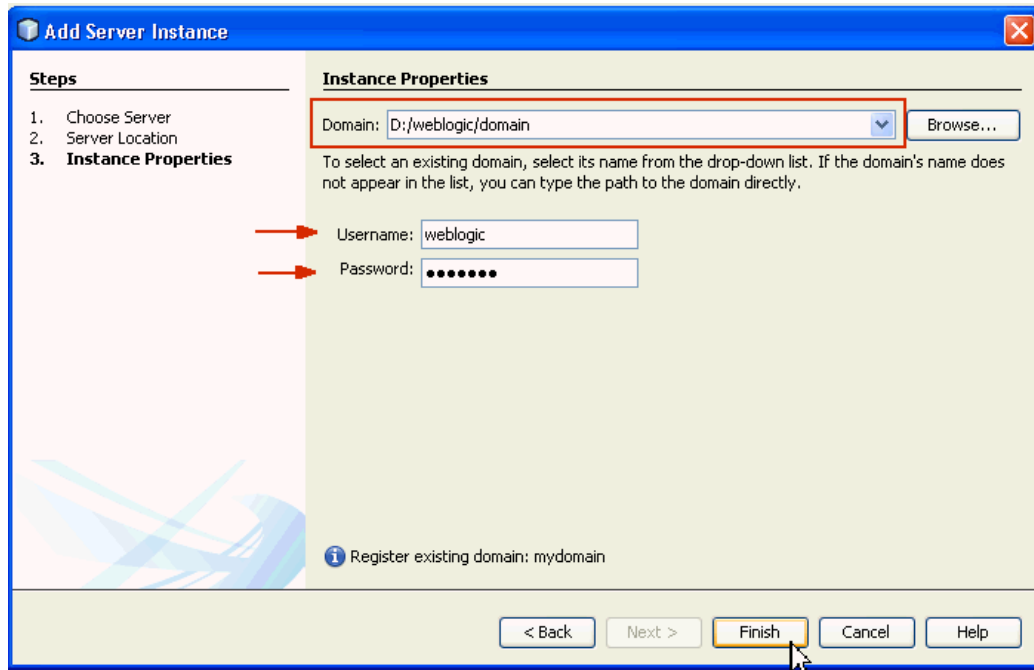 Add Server Instance
Steps
1. Choose Server
2. Server Location
3. Instance Properties
Instance Properties
Domain: D:/weblogic/domain
Browse...
To select an existing domain, select its name from the drop-down list. If the domain's name does
not appear in the list, you can type the path to the domain directly.
Username: weblogic
Password: •••••••
Register existing domain: mydomain
< Back
Next >
Finish
Cancel
Help